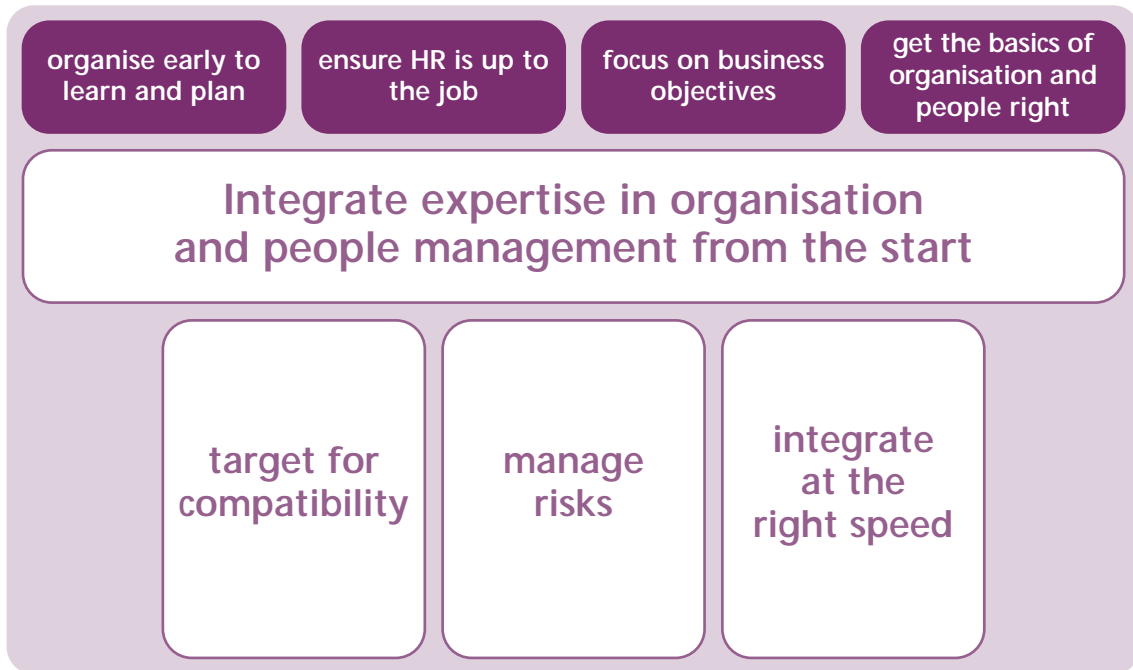 organise early to
learn and plan
ensure HR is up to
the job
focus on business
objectives
get the basics of
organisation and
people right
Integrate expertise in organisation
and people management from the start
target for
compatibility
manage
risks
integrate
at the
right speed